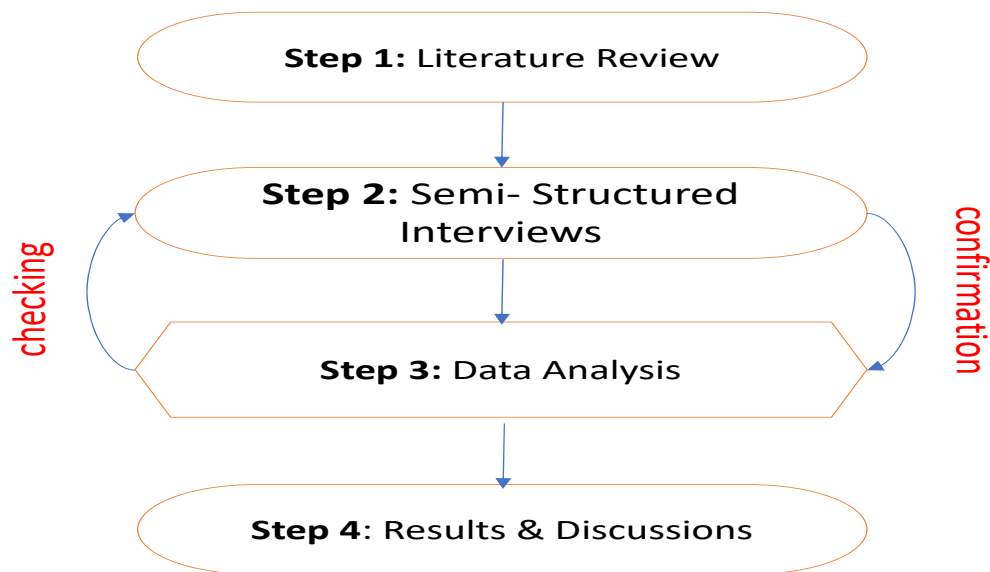 Step 1: Literature Review
Step 2: Semi- Structured
Interviews
checking
confirmation
Step 3: Data Analysis
Step 4: Results & Discussions